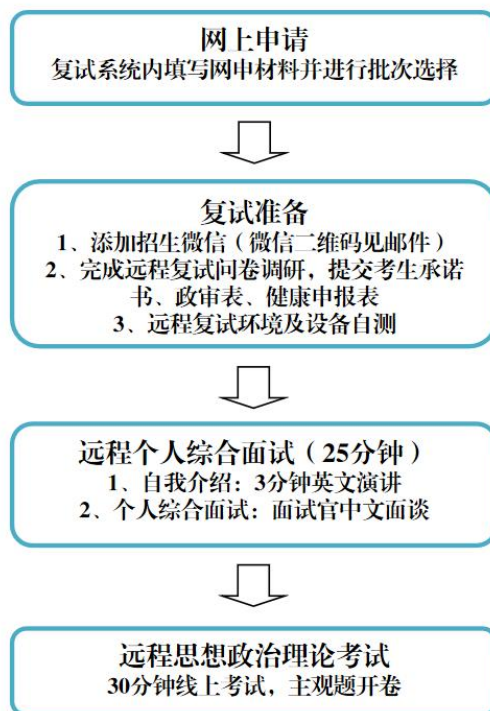 网上申请
复试系统内填写网申材料并进行批次选择
复试准备
1、添加招生微信（微信二维码见邮件）
2、完成远程复试问卷调研，提交考生承诺
书、政审表、健康申报表
3、远程复试环境及设备自测
远程个人综合面试（25分钟）
1、自我介绍：3分钟英文演讲
2、个人综合面试：面试官中文面谈
远程思想政治理论考试
30分钟线上考试，主观题开卷